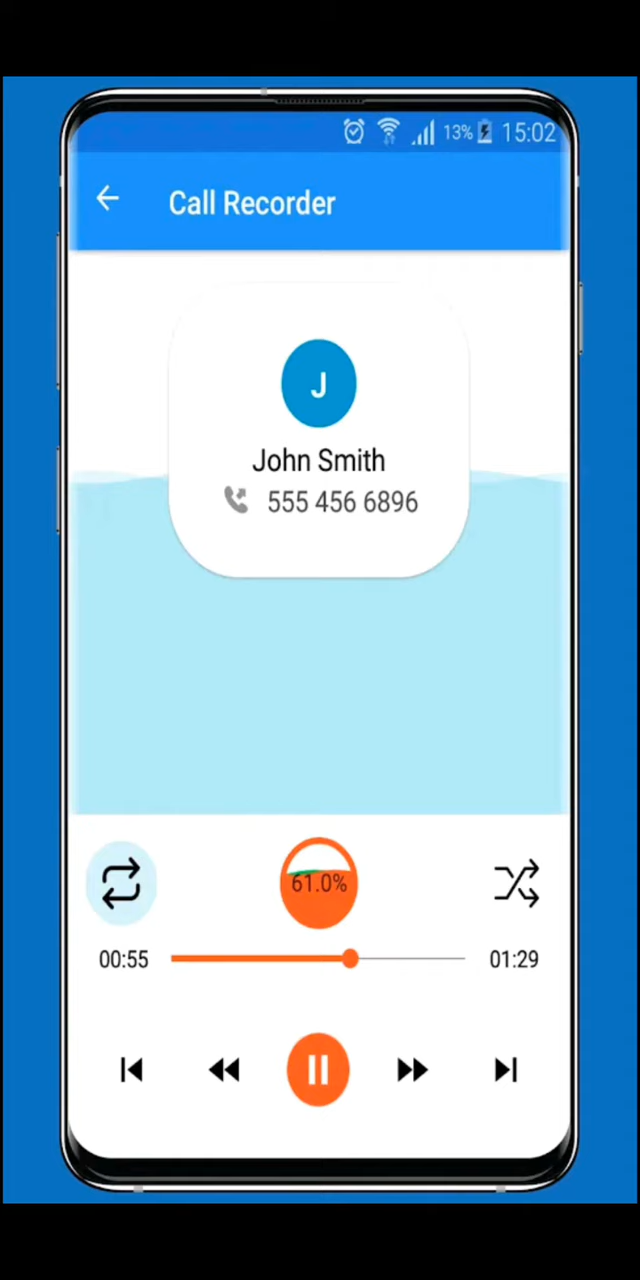 13% 15:02
Call Recorder
J
John Smith
555 456 6896
61.0%
00:55 01:29